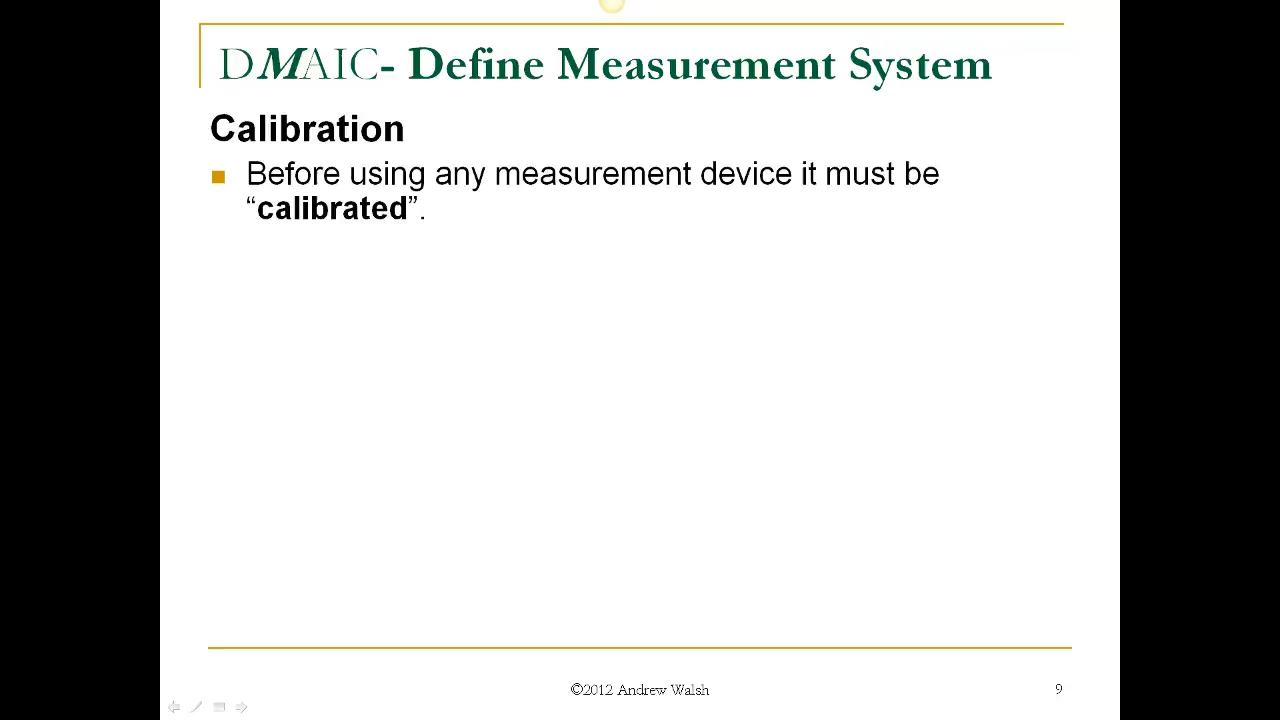 DMAIC- Define Measurement System
Calibration
Before using any measurement device it must be
“calibrated”.
©2012 Andrew Walsh
9